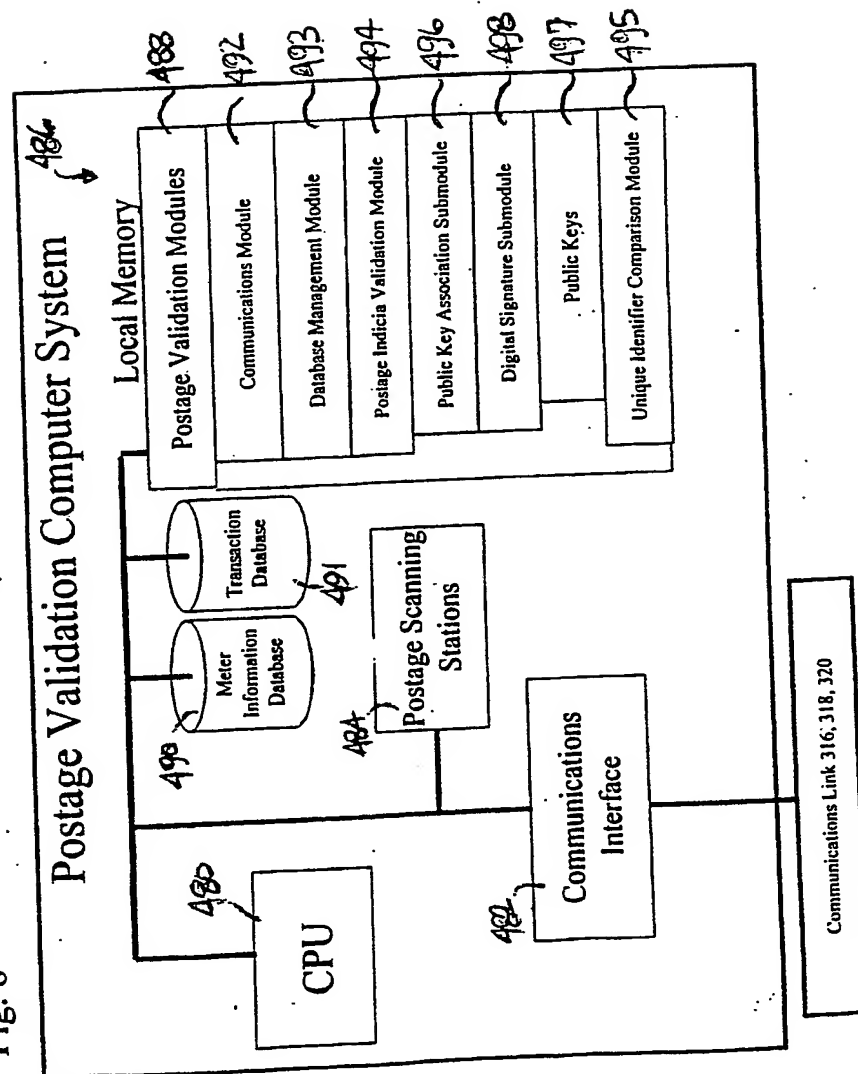 Postage Validation Computer System
486
Local Memory
Postage Validation Modules
488
Communications Module
492
Database Management Module
493
Postage Indicia Validation Module
494
Public Key Association Submodule
496
Digital Signature Submodule
498
Public Keys
497
Unique Identifier Comparison Module
495
Meter
Information
Database
490
Transaction
Database
491
CPU
480
Postage Scanning
Stations
484
Communications
Interface
482
Communications Link 316, 318, 320